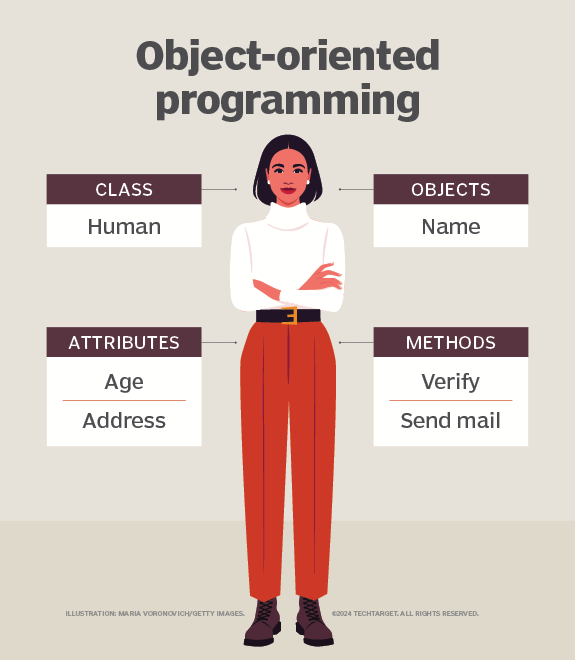 Object-oriented
programming
CLASS
Human
OBJECTS
Name
ATTRIBUTES
Age
Address
METHODS
Verify
Send mail
ILLUSTRATION: MARIA VORONOVICH/GETTY IMAGES.
©2024 TECHTARGET. ALL RIGHTS RESERVED.